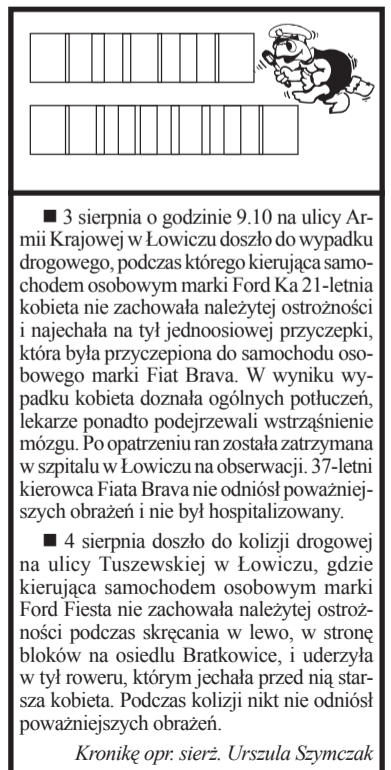 ■ 3 sierpnia o godzinie 9.10 na ulicy Ar-
mii Krajowej w Łowiczu doszło do wypadku
drogowego, podczas którego kierująca samo-
chodem osobowym marki Ford Ka 21-letnia
kobieta nie zachowała należytej ostrożności
i najechała na tył jednoosiowej przyczepki,
która była przyczepiona do samochodu oso-
bowego marki Fiat Brava. W wyniku wy-
padku kobieta doznała ogólnych potłuczeń,
lekarze ponadto podejrzewali wstrząśnienie
mózgu. Po opatrzeniu ran została zatrzymana
w szpitalu w Łowiczu na obserwacji. 37-letni
kierowca Fiata Brava nie odniósł poważniej-
szych obrażeń i nie był hospitalizowany.
■ 4 sierpnia doszło do kolizji drogowej
na ulicy Tuszewskiej w Łowiczu, gdzie
kierująca samochodem osobowym marki
Ford Fiesta nie zachowała należytej ostroż-
ności podczas skręcania w lewo, w stronę
bloków na osiedlu Bratkowice, i uderzyła
w tył roweru, którym jechała przed nią star-
sza kobieta. Podczas kolizji nikt nie odniósł
poważniejszych obrażeń.
Kronikę opr. sierż. Urszula Szymczak